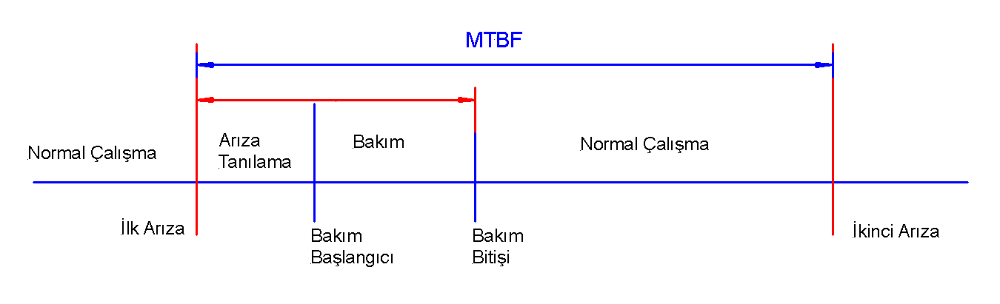 MTBF
Normal Çalışma
Arıza
Tanılama
Bakım
Normal Çalışma
İlk Arıza
Bakım
Başlangıcı
Bakım
Bitişi
İkinci Arıza